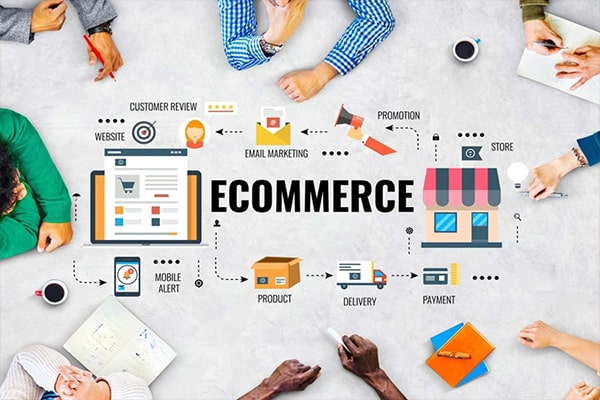 CUSTOMER REVIEW
PROMOTION
WEBSITE
EMAIL MARKETING
STORE
ECOMMERCE
MOBILE
ALERT
PRODUCT
DELIVERY
PAYMENT